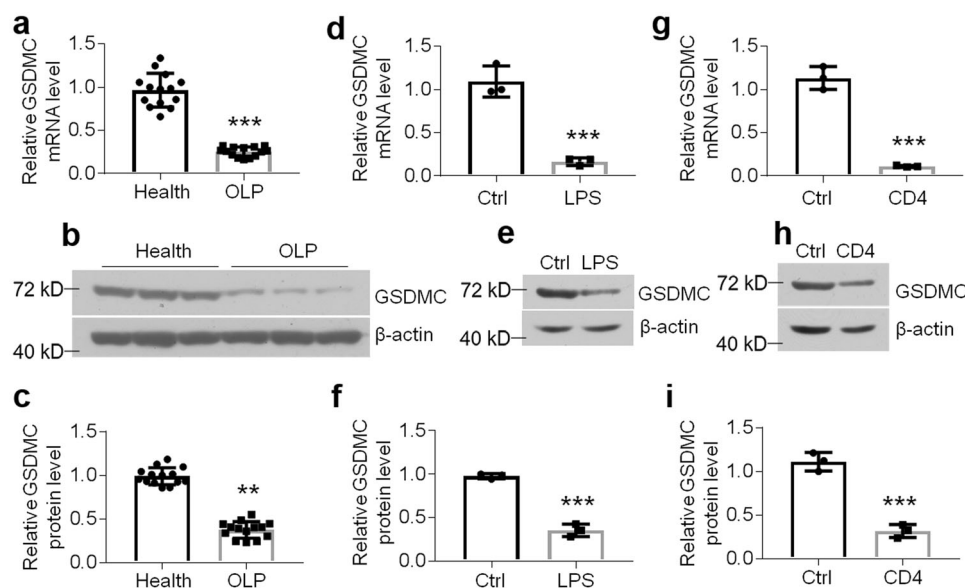 a
Relative GSDMC
mRNA level
1.5
1.0
0.5
0.0
***
Health OLP
d
Relative GSDMC
mRNA level
1.5
1.0
0.5
0.0
***
Ctrl LPS
g
Relative GSDMC
mRNA level
1.5
1.0
0.5
0.0
***
Ctrl CD4
b
Health OLP
72 kD
GSDMC
β-actin
40 kD
e
Ctrl LPS
72 kD
GSDMC
β-actin
40 kD
h
Ctrl CD4
72 kD
GSDMC
β-actin
40 kD
c
Relative GSDMC
protein level
1.5
1.0
0.5
0.0
**
Health OLP
f
Relative GSDMC
protein level
1.5
1.0
0.5
0.0
***
Ctrl LPS
i
Relative GSDMC
protein level
1.5
1.0
0.5
0.0
***
Ctrl CD4